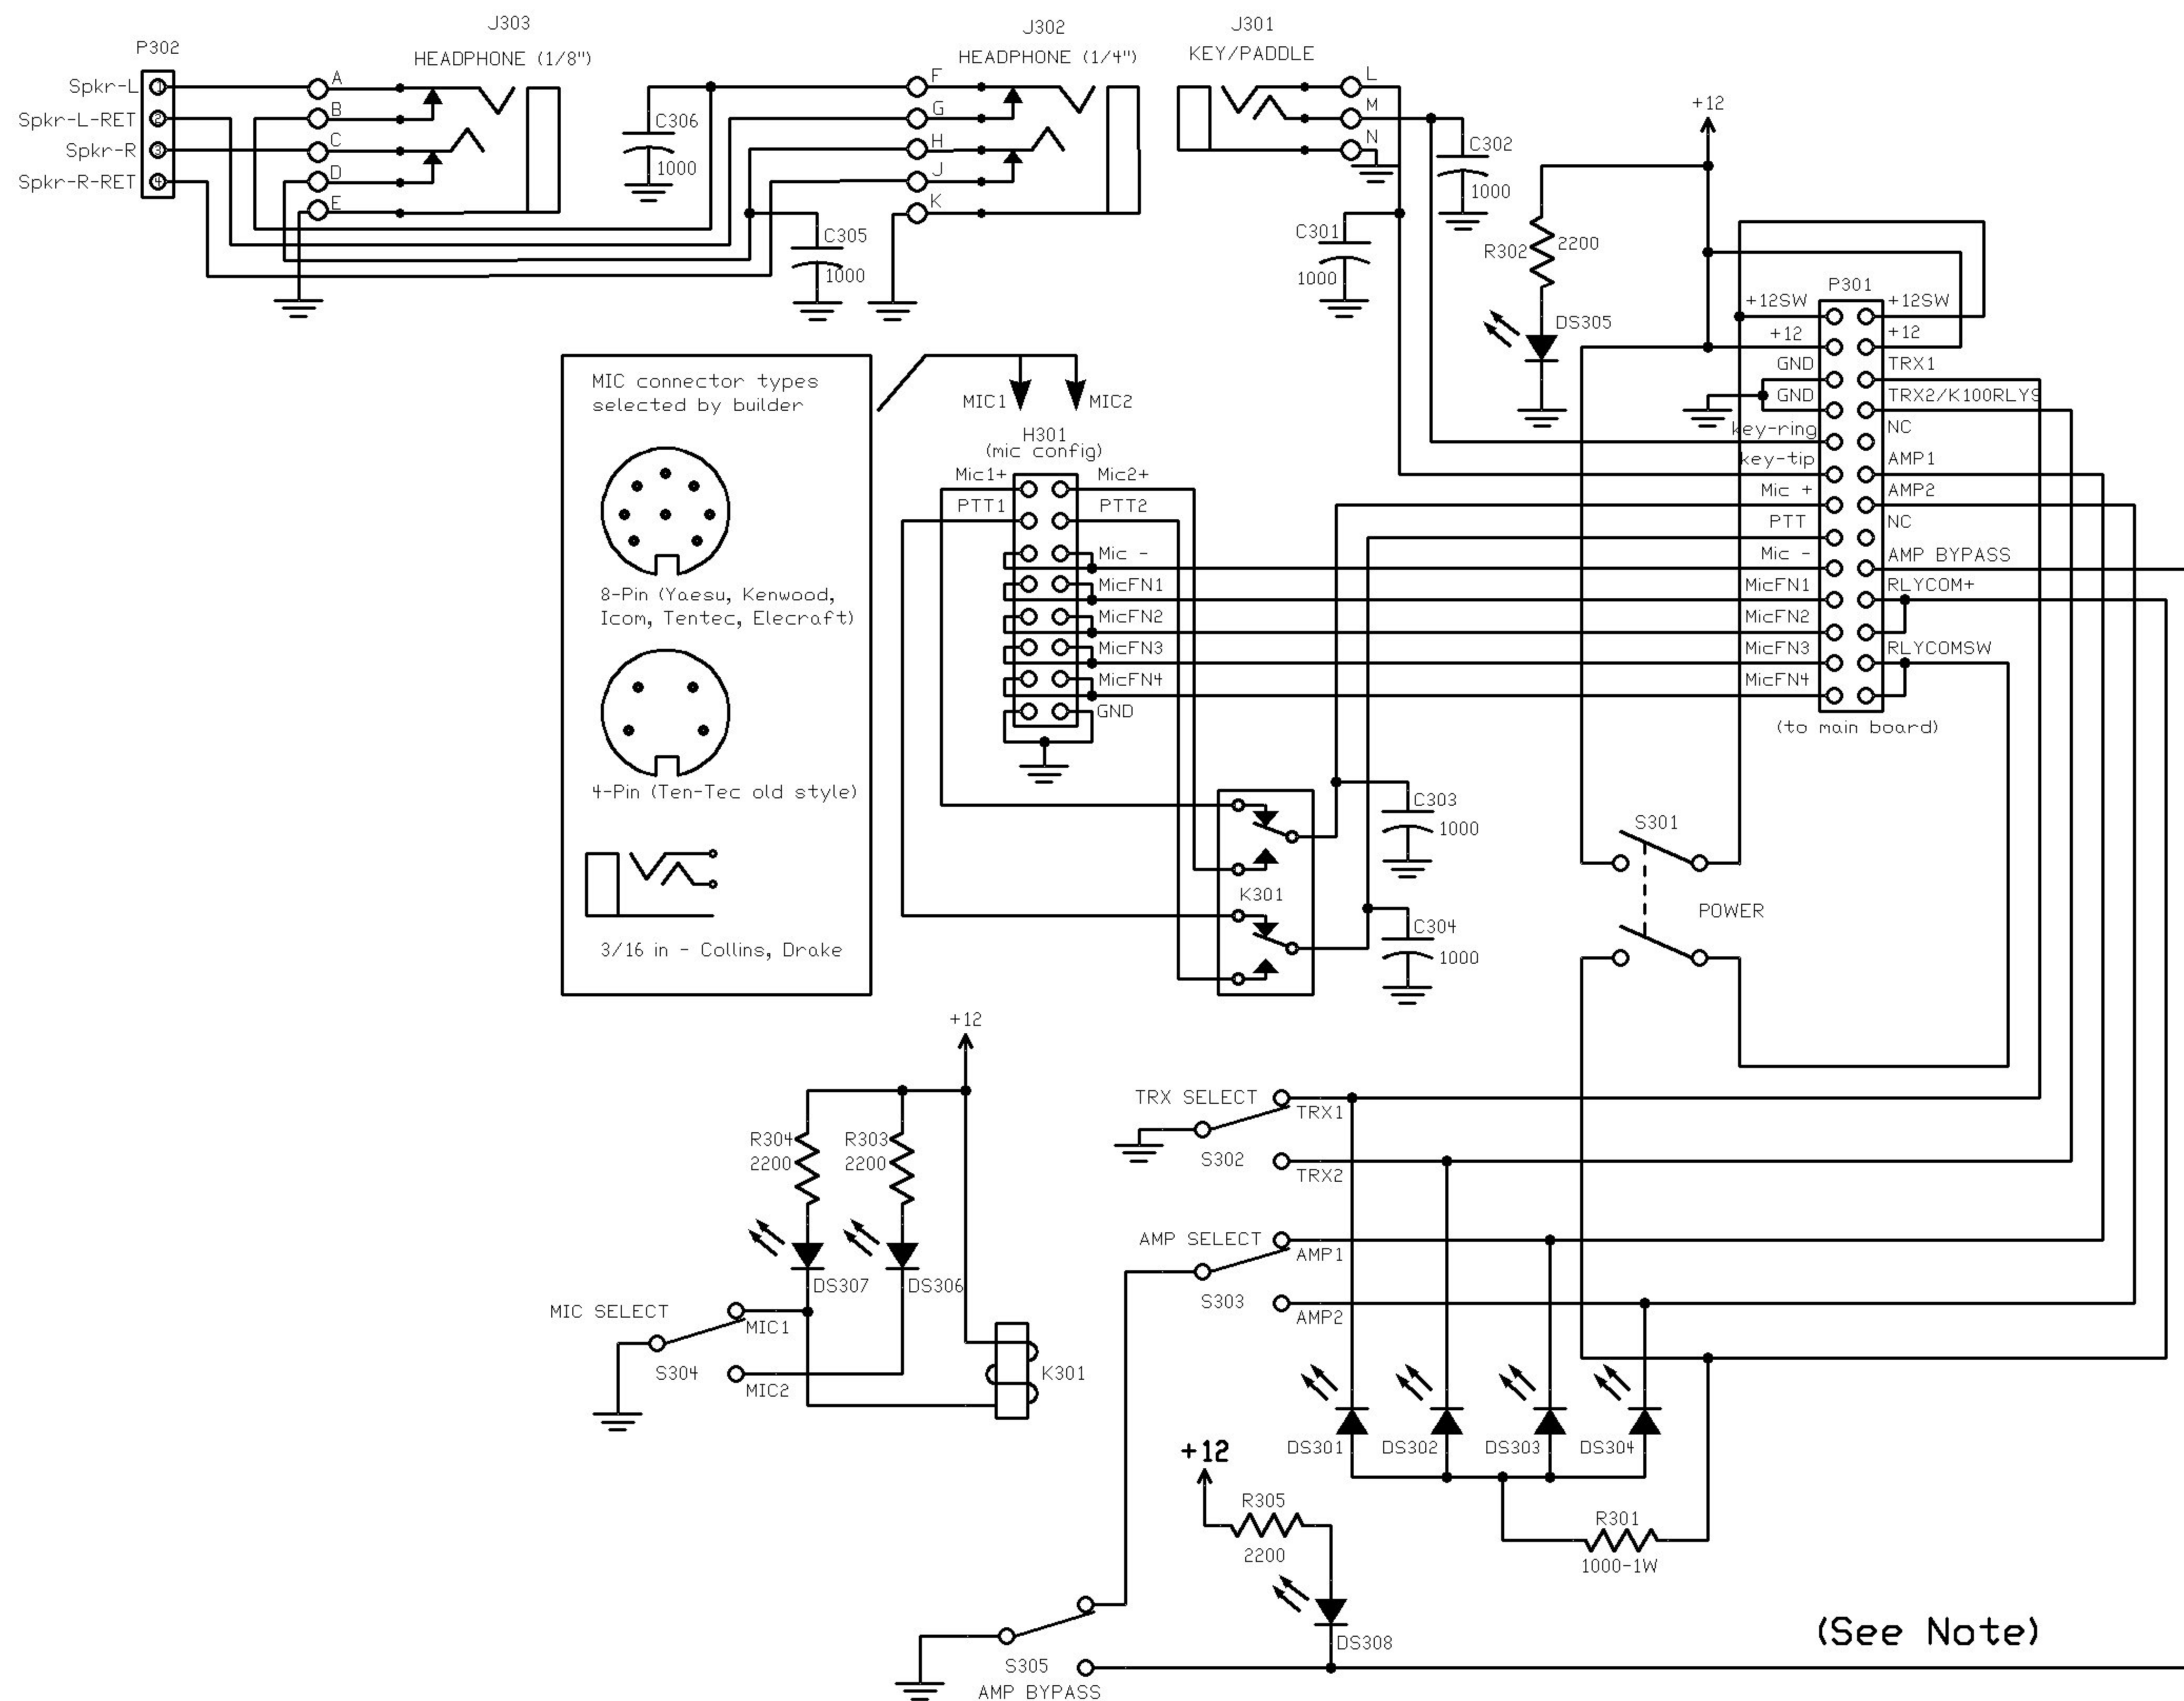 J303
HEADPHONE (1/8")
P302
Spkr-L
Spkr-L-RET
Spkr-R
Spkr-R-RET
1
2
3
4
A
B
C
D
E
C306
1000
C305
1000
J302
HEADPHONE (1/4")
F
G
H
J
K
J301
KEY/PADDLE
L
M
N
C302
1000
C301
1000
+12
R302
2200
DS305
P301
+12SW
+12
GND
GND
key-ring
key-tip
Mic +
PTT
Mic -
MicFN1
MicFN2
MicFN3
MicFN4
+12SW
+12
TRX1
TRX2/K100RLYS
NC
AMP1
AMP2
NC
AMP BYPASS
RLYCOM+
RLYCOMSW
(to main board)
MIC connector types
selected by builder
8-Pin (Yaesu, Kenwood,
Icom, Tentec, Elecraft)
4-Pin (Ten-Tec old style)
3/16 in - Collins, Drake
MIC1
MIC2
H301
(mic config)
Mic1+
PTT1
Mic2+
PTT2
Mic -
MicFN1
MicFN2
MicFN3
MicFN4
GND
K301
C303
1000
C304
1000
S301
POWER
+12
R304
2200
R303
2200
DS307
DS306
MIC SELECT
MIC1
S304
MIC2
K301
TRX SELECT
TRX1
S302
TRX2
AMP SELECT
AMP1
S303
AMP2
DS301
DS302
DS303
DS304
+12
R305
2200
R301
1000-1W
DS308
S305
AMP BYPASS
(See Note)